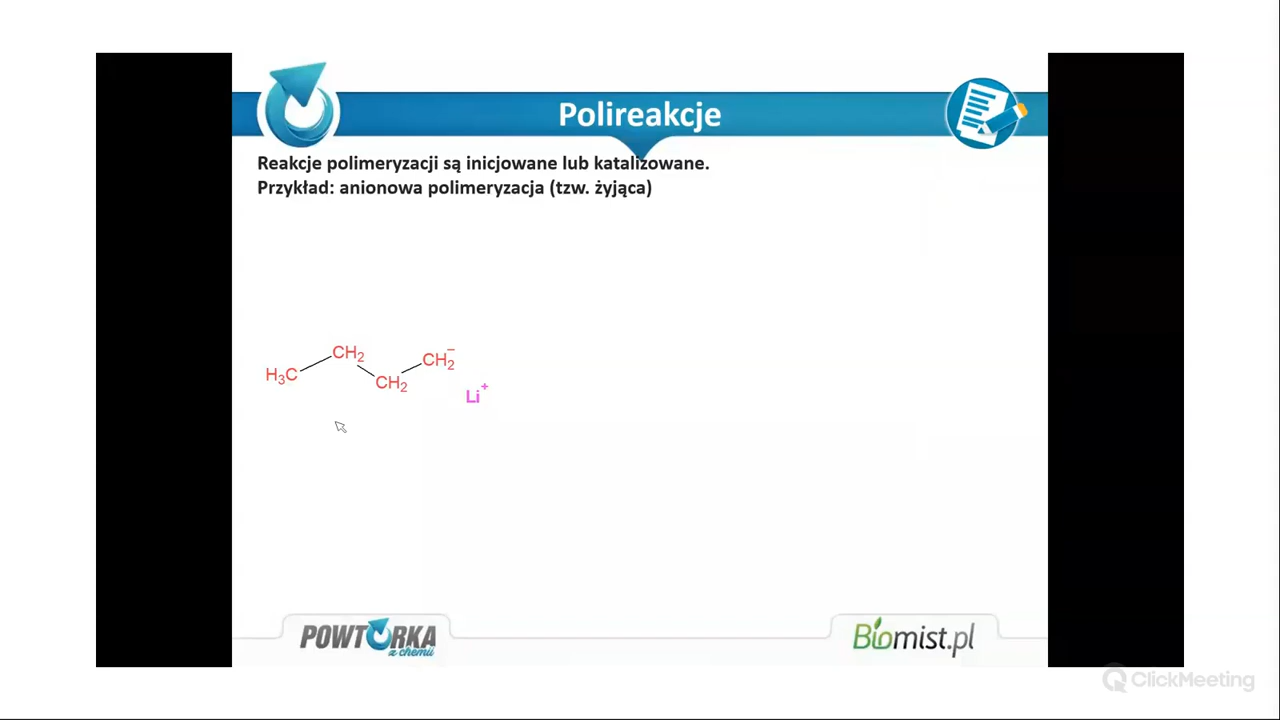 Polireakcje
Reakcje polimeryzacji są inicjowane lub katalizowane.
Przykład: anionowa polimeryzacja (tzw. żyjąca)
H₃C CH₂ CH₂ CH₂⁻
Li⁺
POWTÓRKA
z chemii
Biomist.pl
ClickMeeting